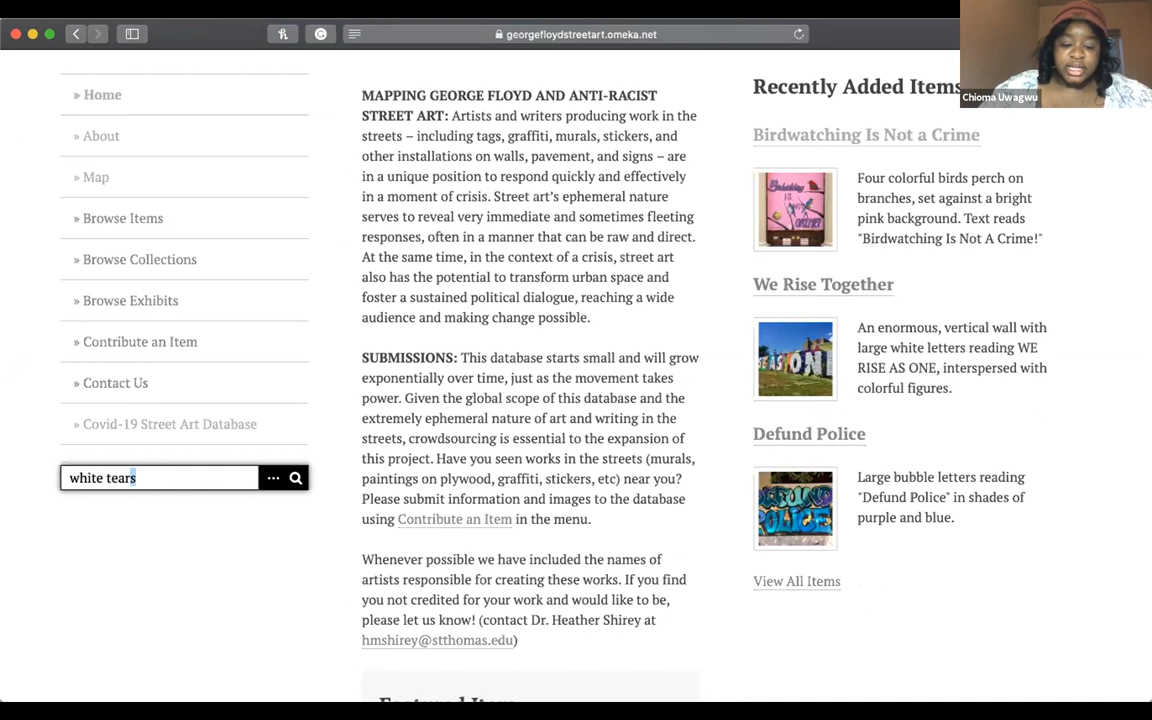 georgefloydstreetart.omeka.net
Chioma Uwagwu
» Home
» About
» Map
» Browse Items
» Browse Collections
» Browse Exhibits
» Contribute an Item
» Contact Us
» Covid-19 Street Art Database
white tears
MAPPING GEORGE FLOYD AND ANTI-RACIST
STREET ART: Artists and writers producing work in the
streets – including tags, graffiti, murals, stickers, and
other installations on walls, pavement, and signs – are
in a unique position to respond quickly and effectively
in a moment of crisis. Street art's ephemeral nature
serves to reveal very immediate and sometimes fleeting
responses, often in a manner that can be raw and direct.
At the same time, in the context of a crisis, street art
also has the potential to transform urban space and
foster a sustained political dialogue, reaching a wide
audience and making change possible.
SUBMISSIONS: This database starts small and will grow
exponentially over time, just as the movement takes
power. Given the global scope of this database and the
extremely ephemeral nature of art and writing in the
streets, crowdsourcing is essential to the expansion of
this project. Have you seen works in the streets (murals,
paintings on plywood, graffiti, stickers, etc) near you?
Please submit information and images to the database
using Contribute an Item in the menu.
Whenever possible we have included the names of
artists responsible for creating these works. If you find
you not credited for your work and would like to be,
please let us know! (contact Dr. Heather Shirey at
hmshirey@stthomas.edu)
Recently Added Items
Birdwatching Is Not a Crime
Birdwatching
IS
NOT
CRIME!
Four colorful birds perch on
branches, set against a bright
pink background. Text reads
"Birdwatching Is Not A Crime!"
We Rise Together
An enormous, vertical wall with
large white letters reading WE
RISE AS ONE, interspersed with
colorful figures.
Defund Police
DEFUND
POLICE
Large bubble letters reading
"Defund Police" in shades of
purple and blue.
View All Items